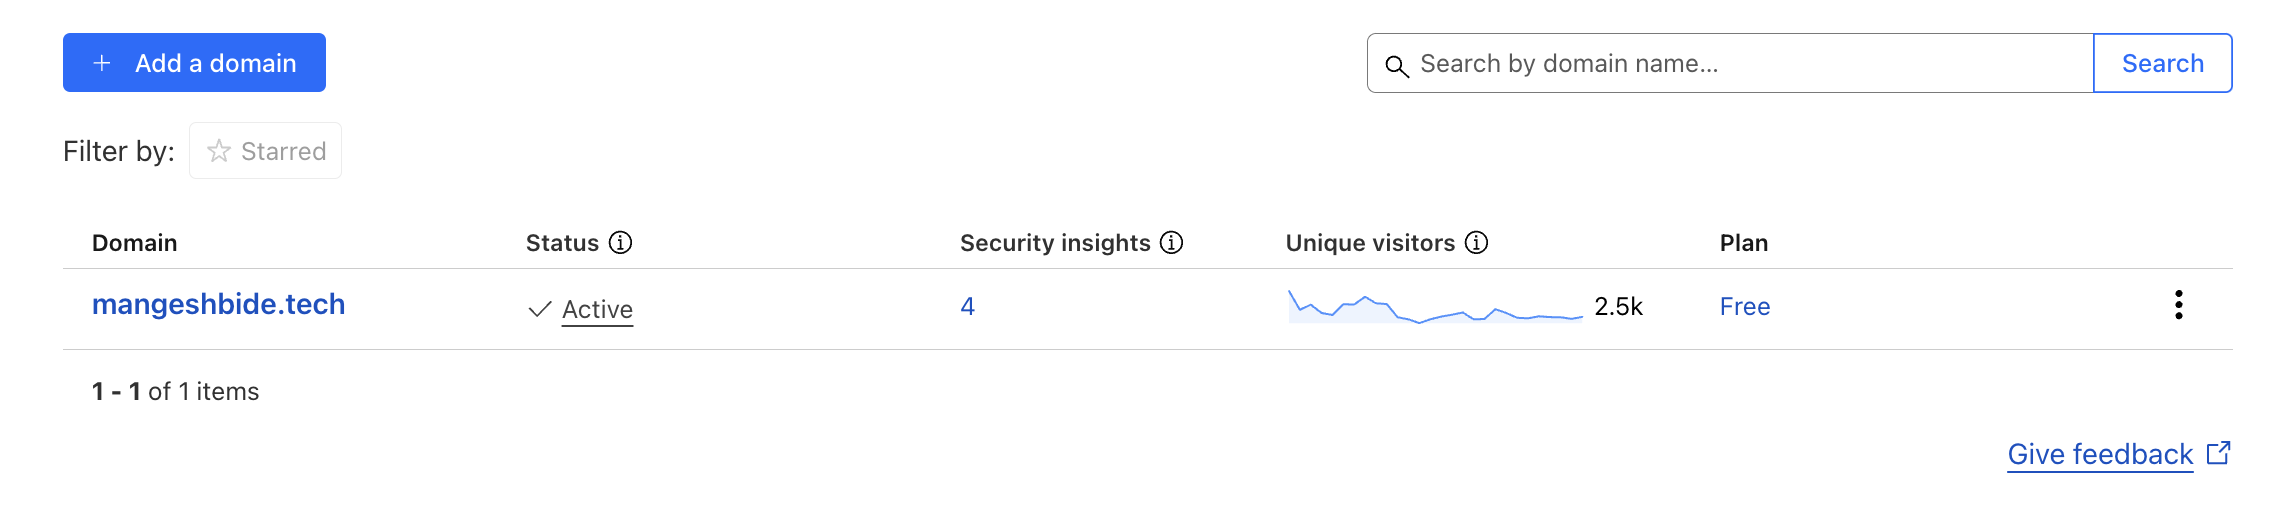 + Add a domain
Search by domain name...
Search
Filter by: Starred
Domain Status Security insights Unique visitors Plan
mangeshbide.tech Active 4 2.5k Free
1 - 1 of 1 items
Give feedback